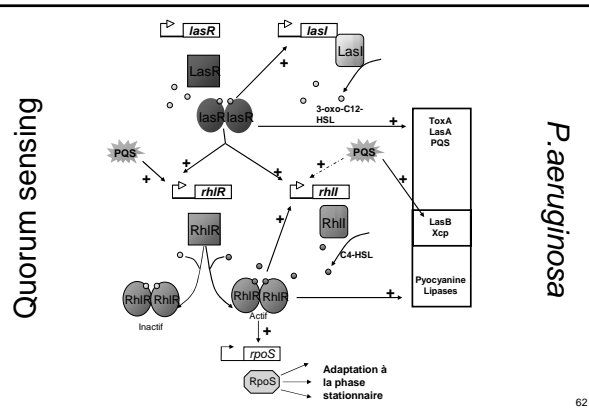 Quorum sensing
P.aeruginosa
lasR
lasI
LasR
LasI
lasR
lasR
3-oxo-C12-
HSL
ToxA
LasA
PQS
PQS
PQS
rhlR
rhlI
LasB
Xcp
RhlR
RhlI
C4-HSL
Pyocyanine
Lipases
RhlR
RhlR
RhlR
RhlR
Inactif
Actif
+
+
+
+
+
+
+
+
+
+
+
rpoS
RpoS
Adaptation à
la phase
stationnaire
62